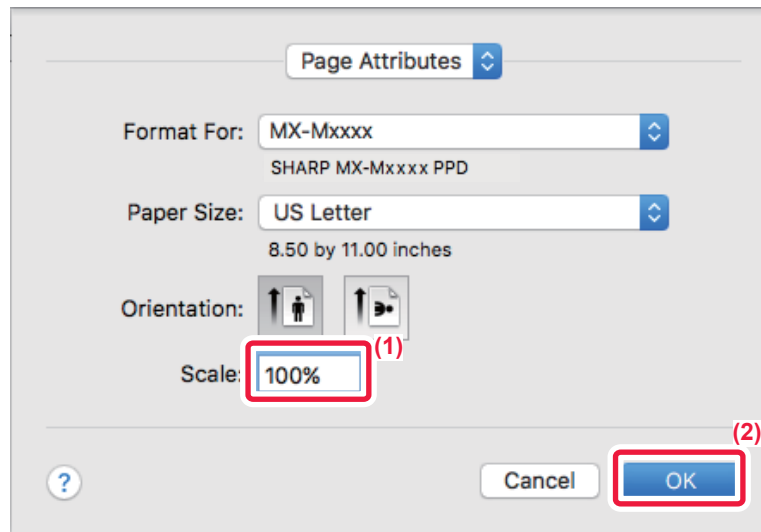 Page Attributes
Format For: MX-Mxxxx
SHARP MX-Mxxxx PPD
Paper Size: US Letter
8.50 by 11.00 inches
Orientation:
(1)
Scale: 100%
(2)
? Cancel OK